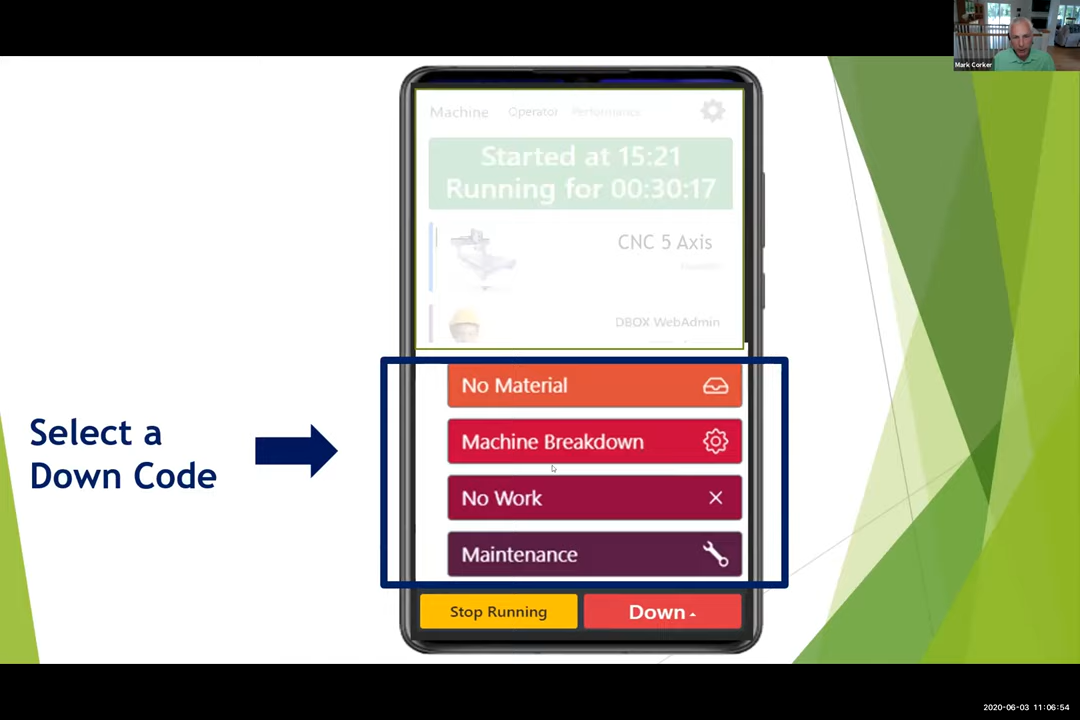 Mark Corker
Machine Operator Performance
Started at 15:21
Running for 00:30:17
CNC 5 Axis
DBOX WebAdmin
Select a
Down Code
No Material
Machine Breakdown
No Work
Maintenance
Stop Running
Down
2020-06-03 11:06:54